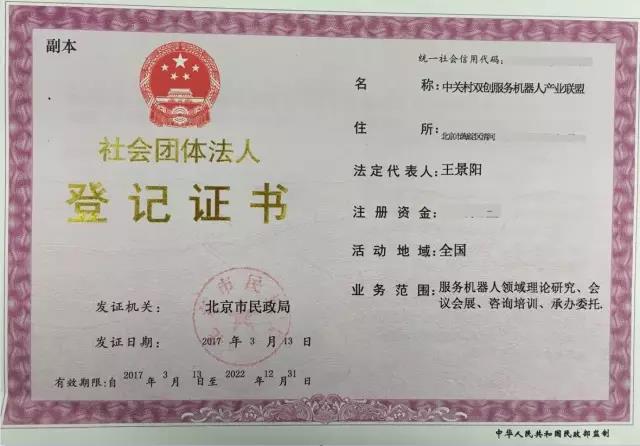 副本
统一社会信用代码:
名 称: 中关村双创服务机器人产业联盟
住 所:
法定代表人: 王景阳
注册资金:
活动地域: 全国
业务范围: 服务机器人领域理论研究、会
议会展、咨询培训、承办委托.
社会团体法人
登记证书
发证机关: 北京市民政局
发证日期: 2017 年 3 月 13 日
有效期限:自 2017 年 3 月 13 日至 2022 年 12 月 31 日
中华人民共和国民政部监制